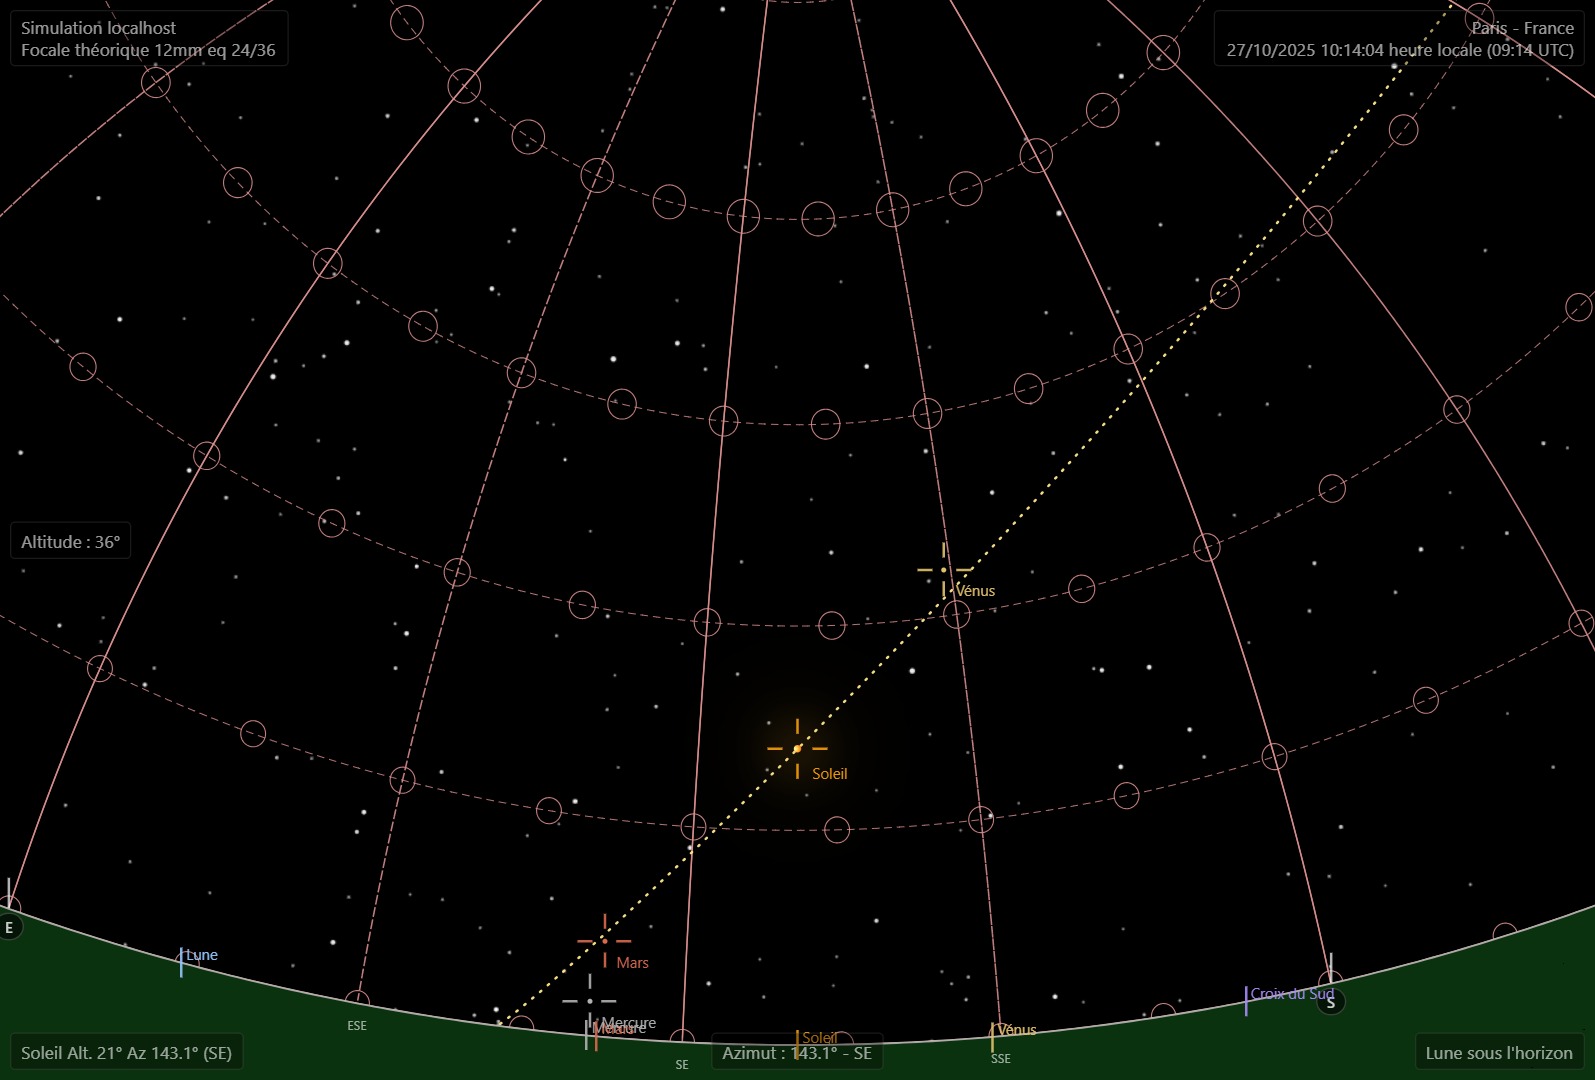 Simulation localhost
Focale théorique 12mm eq 24/36
Paris - France
27/10/2025 10:14:04 heure locale (09:14 UTC)
Altitude : 36°
Vénus
Soleil
Mars
Mercure
E
Lune
ESE
Mercure
Soleil
Vénus
Croix du Sud
S
SE
SSE
Soleil Alt. 21° Az 143.1° (SE)
Azimut : 143.1° - SE
Lune sous l'horizon